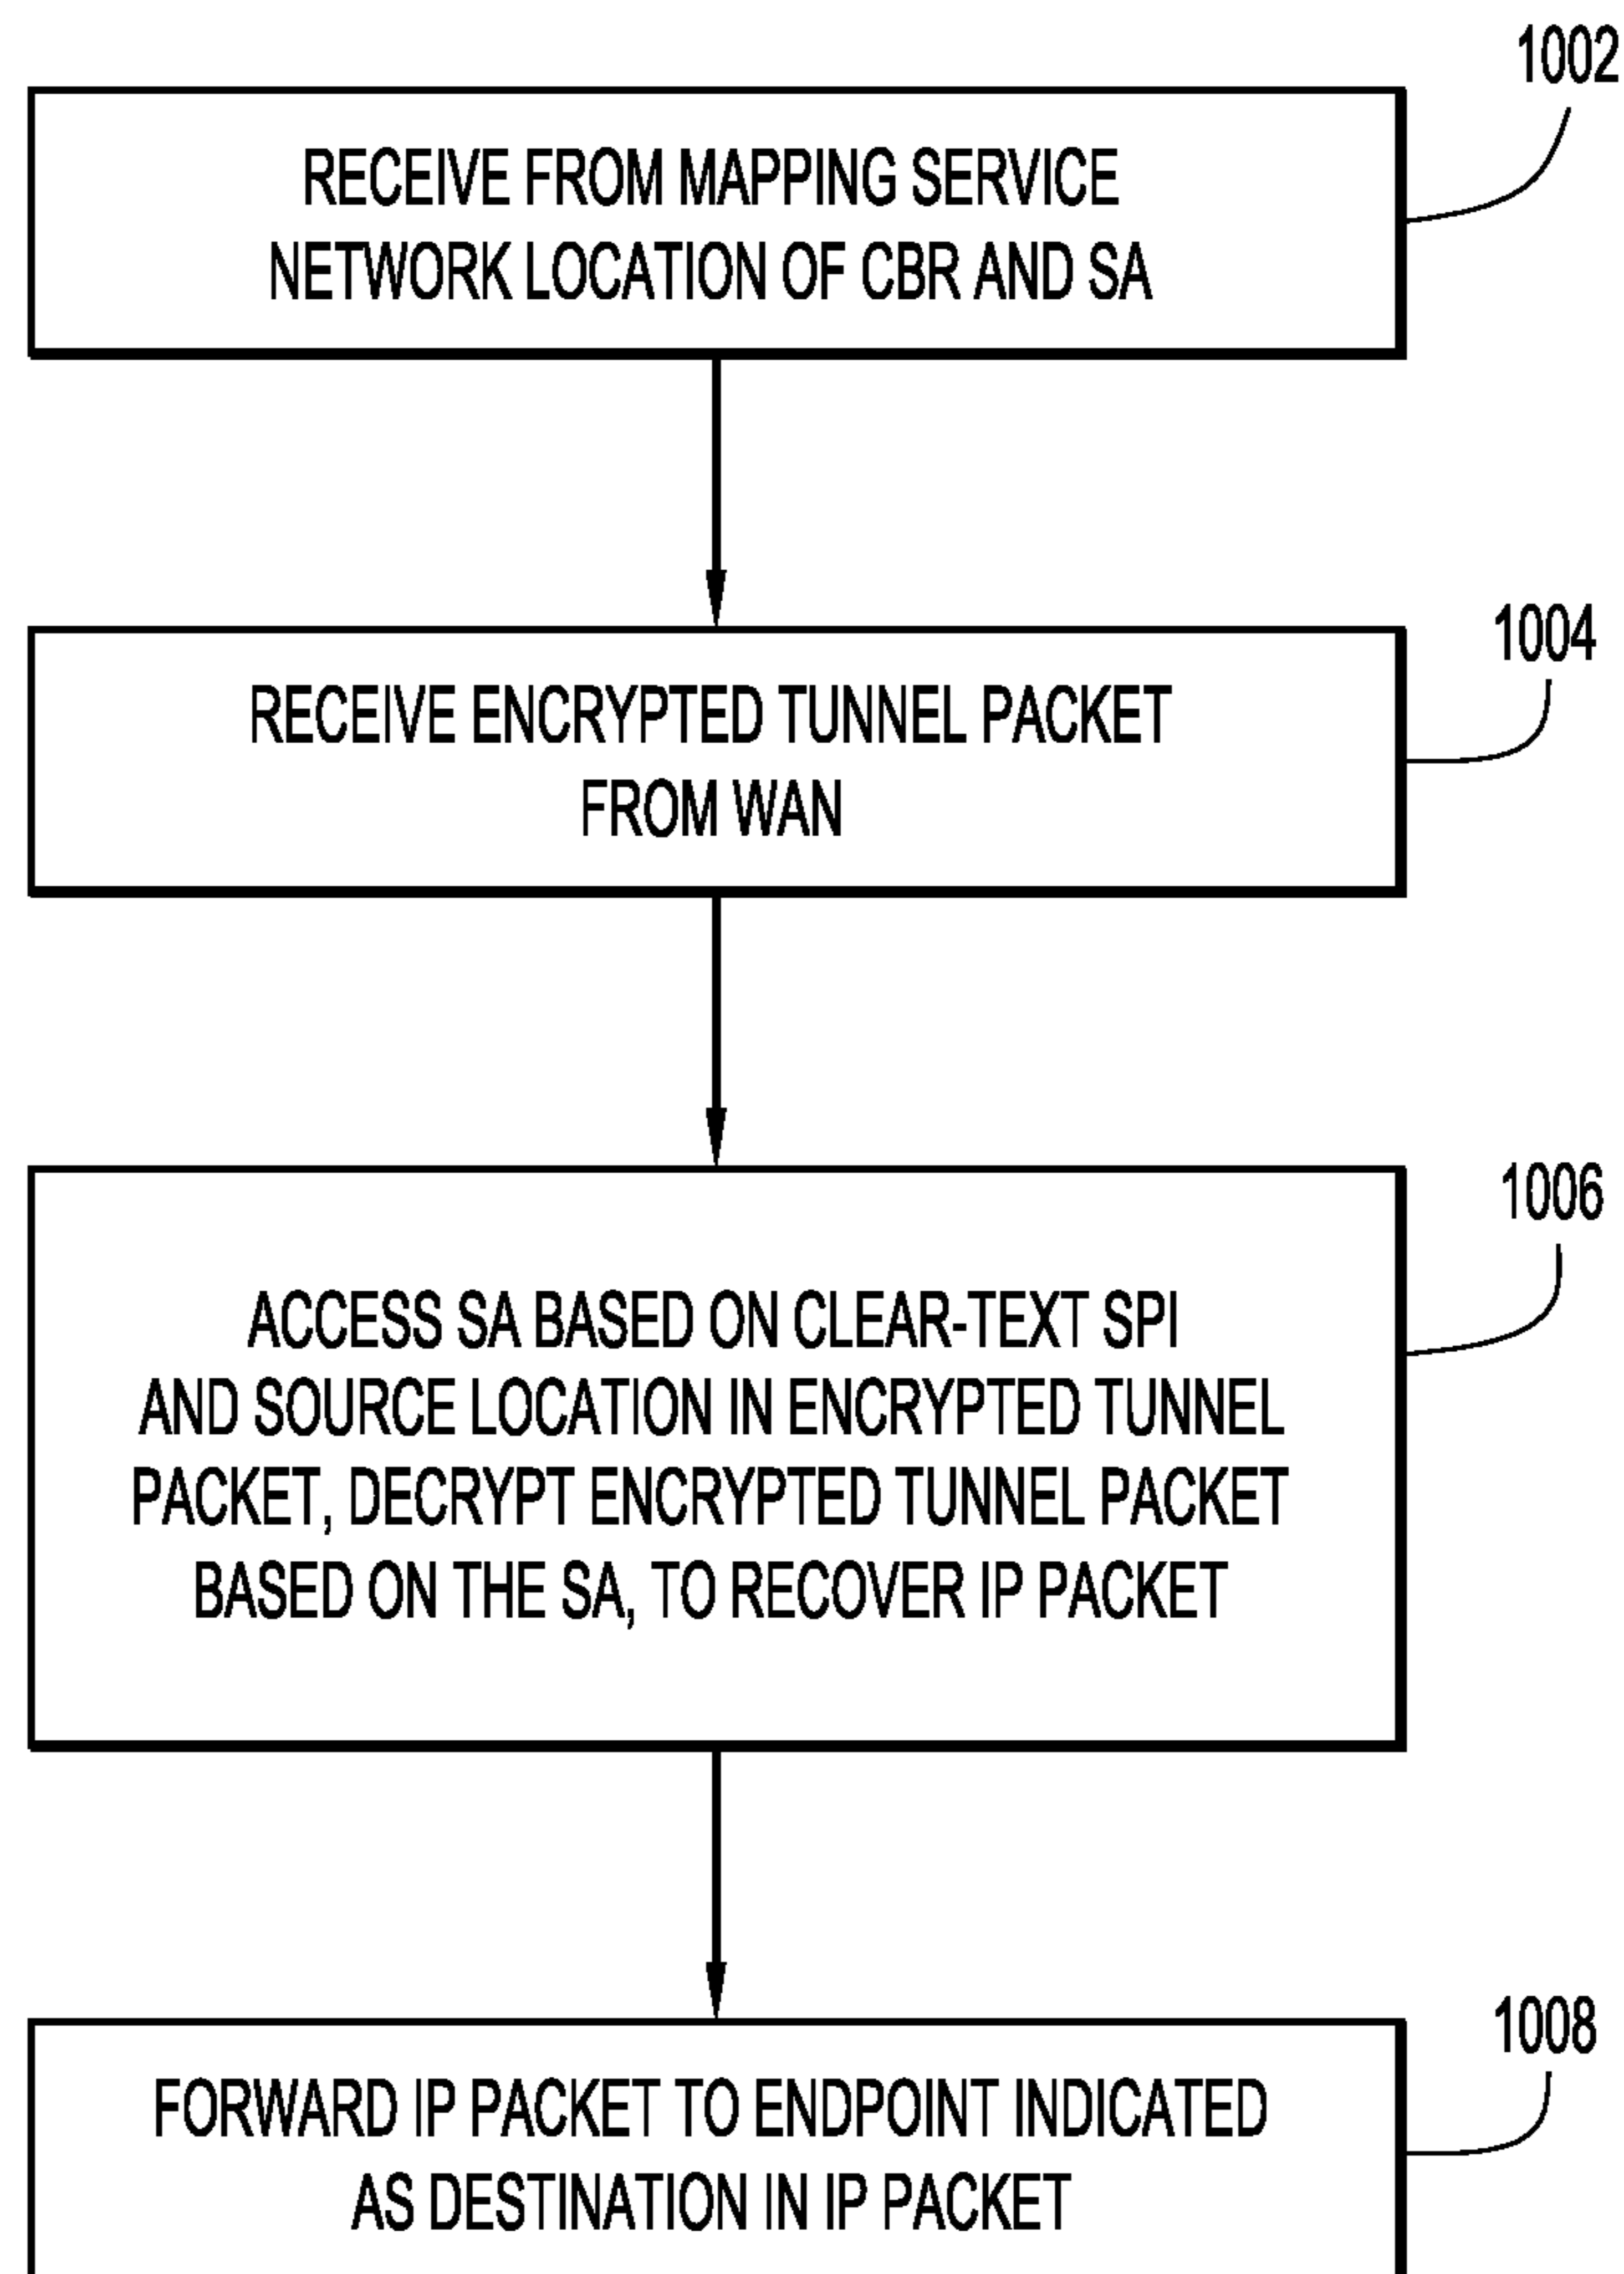 1002
RECEIVE FROM MAPPING SERVICE
NETWORK LOCATION OF CBR AND SA
1004
RECEIVE ENCRYPTED TUNNEL PACKET
FROM WAN
1006
ACCESS SA BASED ON CLEAR-TEXT SPI
AND SOURCE LOCATION IN ENCRYPTED TUNNEL
PACKET, DECRYPT ENCRYPTED TUNNEL PACKET
BASED ON THE SA, TO RECOVER IP PACKET
1008
FORWARD IP PACKET TO ENDPOINT INDICATED
AS DESTINATION IN IP PACKET